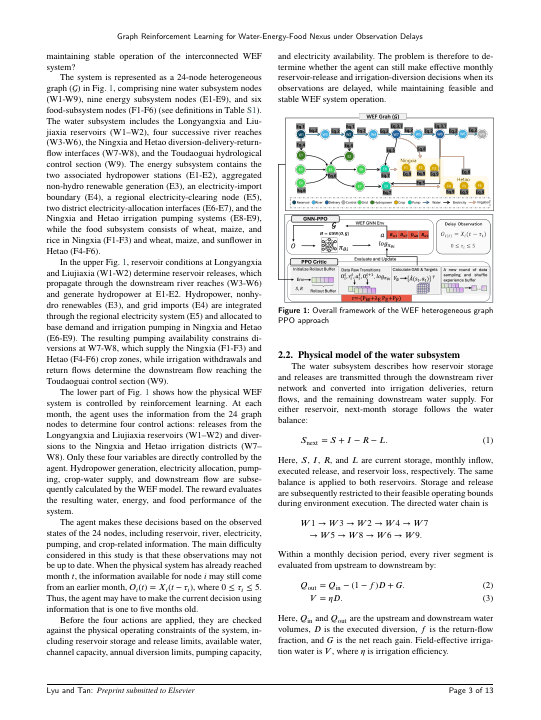 Graph Reinforcement Learning for Water-Energy-Food Nexus under Observation Delays
maintaining stable operation of the interconnected WEF
system?
The system is represented as a 24-node heterogeneous
graph (G) in Fig. 1, comprising nine water subsystem nodes
(W1-W9), nine energy subsystem nodes (E1-E9), and six
food-subsystem nodes (F1-F6) (see definitions in Table S1).
The water subsystem includes the Longyangxia and Liu-
jiaxia reservoirs (W1–W2), four successive river reaches
(W3-W6), the Ningxia and Hetao diversion-delivery-return-
flow interfaces (W7-W8), and the Toudaoguai hydrological
control section (W9). The energy subsystem contains the
two associated hydropower stations (E1-E2), aggregated
non-hydro renewable generation (E3), an electricity-import
boundary (E4), a regional electricity-clearing node (E5),
two district electricity-allocation interfaces (E6-E7), and the
Ningxia and Hetao irrigation pumping systems (E8-E9),
while the food subsystem consists of wheat, maize, and
rice in Ningxia (F1-F3) and wheat, maize, and sunflower in
Hetao (F4-F6).
In the upper Fig. 1, reservoir conditions at Longyangxia
and Liujiaxia (W1-W2) determine reservoir releases, which
propagate through the downstream river reaches (W3-W6)
and generate hydropower at E1-E2. Hydropower, nonhy-
dro renewables (E3), and grid imports (E4) are integrated
through the regional electricity system (E5) and allocated to
base demand and irrigation pumping in Ningxia and Hetao
(E6-E9). The resulting pumping availability constrains di-
versions at W7-W8, which supply the Ningxia (F1-F3) and
Hetao (F4-F6) crop zones, while irrigation withdrawals and
return flows determine the downstream flow reaching the
Toudaoguai control section (W9).
The lower part of Fig. 1 shows how the physical WEF
system is controlled by reinforcement learning. At each
month, the agent uses the information from the 24 graph
nodes to determine four control actions: releases from the
Longyangxia and Liujiaxia reservoirs (W1–W2) and diver-
sions to the Ningxia and Hetao irrigation districts (W7–
W8). Only these four variables are directly controlled by the
agent. Hydropower generation, electricity allocation, pump-
ing, crop-water supply, and downstream flow are subse-
quently calculated by the WEF model. The reward evaluates
the resulting water, energy, and food performance of the
system.
The agent makes decisions based on the observed
states of the 24 nodes, including reservoir, river, electricity,
pumping, and crop-related information. The main difficulty
considered in this study is that these observations may not
be up to date. When the physical system has already reached
month t, the information available for node i may still come
from an earlier month, O_i(t) = X_i(t − τ_i), where 0 ≤ τ_i ≤ 5.
Thus, the agent may have to make the current decision using
information that is one to five months old.
Before the four actions are applied, they are checked
against the physical operating constraints of the system, in-
cluding reservoir storage and release limits, available water,
channel capacity, annual diversion limits, pumping capacity,
and electricity availability. The problem is therefore to de-
termine whether the agent can still make effective monthly
reservoir-release and irrigation-diversion decisions when its
observations are delayed, while maintaining feasible and
stable WEF system operation.
WEF Grah (G)
Ningxia
Hetao
GNN-PPO
WEF GNN Env
Delay Observation
0 ≤ τ_i ≤ 5
PPO
Evaluate and Update
PPO Critic
Initialize Rollout Buffer
Data flow Transitions
Calculate GAE & Targets
A new round of data
sampling and shuffle
experience buffer
Env
S, R
Rollout Buffer
Figure 1: Overall framework of the WEF heterogeneous graph
PPO approach
2.2. Physical model of the water subsystem
The water subsystem describes how reservoir storage
and releases are transmitted through the downstream river
network and converted into irrigation deliveries, return
flows, and the remaining downstream water supply. For
either reservoir, next-month storage follows the water
balance:
S_next = S + I − R − L. (1)
Here, S, I, R, and L are current storage, monthly inflow,
executed release, and reservoir loss, respectively. The same
balance is applied to both reservoirs. Storage and release
are subsequently restricted to their feasible operating bounds
during environment execution. The directed water chain is
W1 → W3 → W2 → W4 → W7
→ W5 → W8 → W6 → W9.
Within a monthly decision period, every river segment is
evaluated from upstream to downstream by:
Q_out = Q_in − (1 − f)D + G. (2)
V = ηD. (3)
Here, Q_in and Q_out are the upstream and downstream water
volumes, D is the executed diversion, f is the return-flow
fraction, and G is the net reach gain. Field-effective irriga-
tion water is V, where η is irrigation efficiency.
Lyu and Tan: Preprint submitted to Elsevier
Page 3 of 13